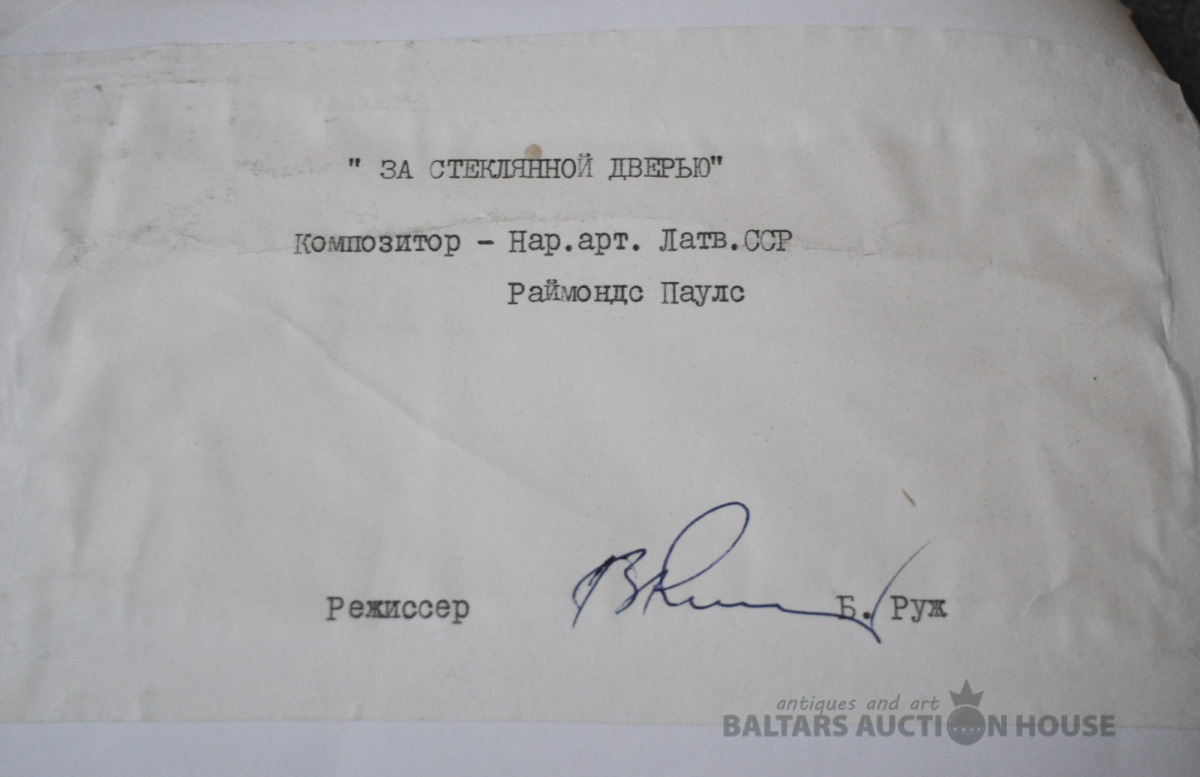 " ЗА СТЕКЛЯННОЙ ДВЕРЬЮ"
Композитор - Нар.арт. Латв.ССР
Раймондс Паулс
Режиссер Б. Руж
antiques and art
BALTARS AUCTION HOUSE